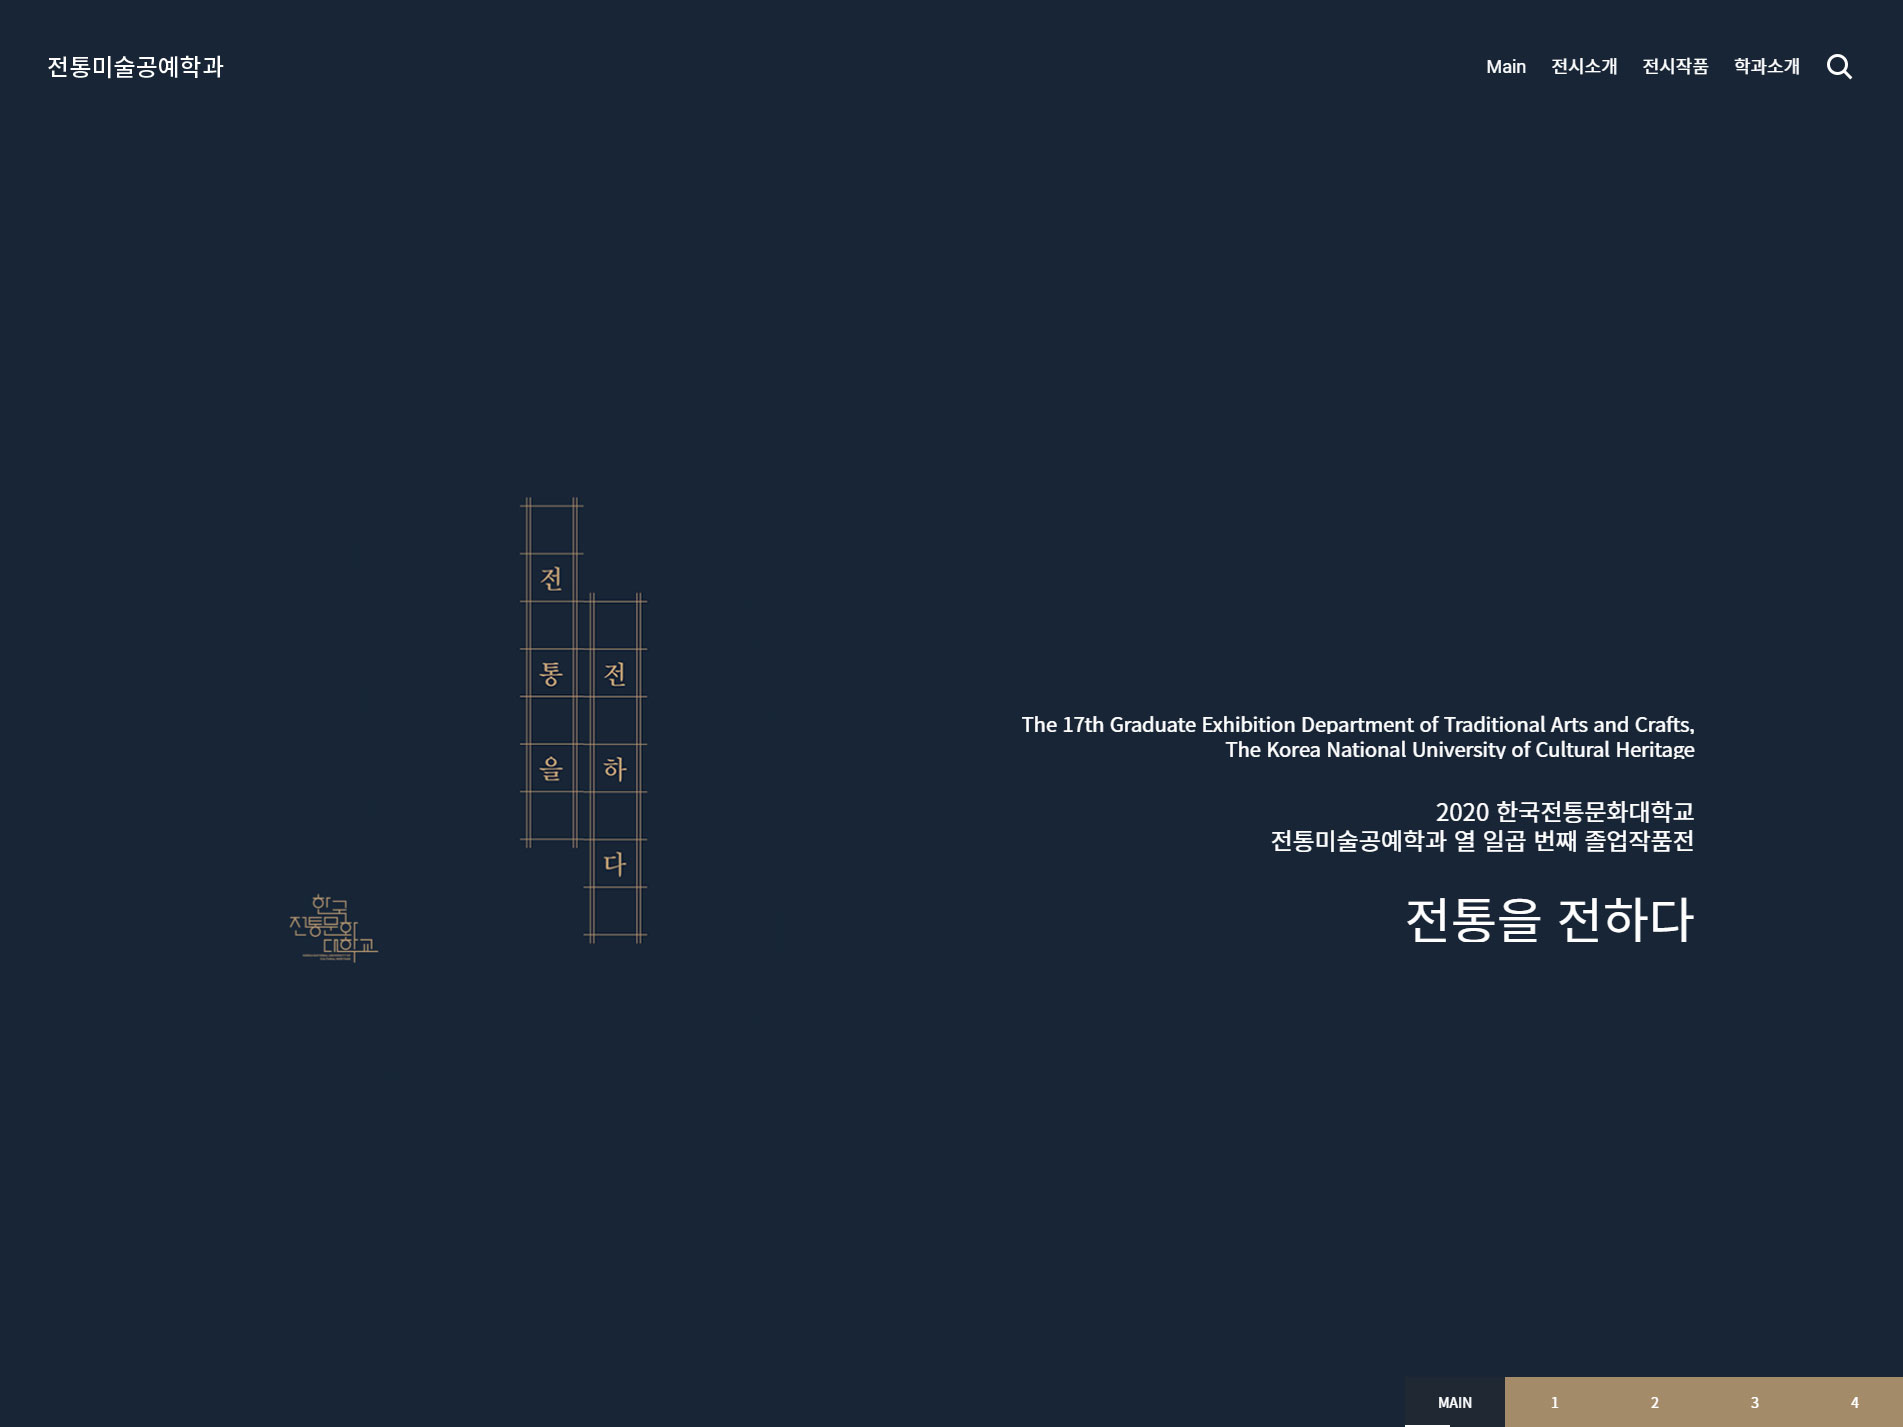 전통미술공예학과
Main 전시소개 전시작품 학과소개
전
통
을
전
하
다
한국
전통문화
대학교
The 17th Graduate Exhibition Department of Traditional Arts and Crafts,
The Korea National University of Cultural Heritage
2020 한국전통문화대학교
전통미술공예학과 열 일곱 번째 졸업작품전
전통을 전하다
MAIN 1 2 3 4